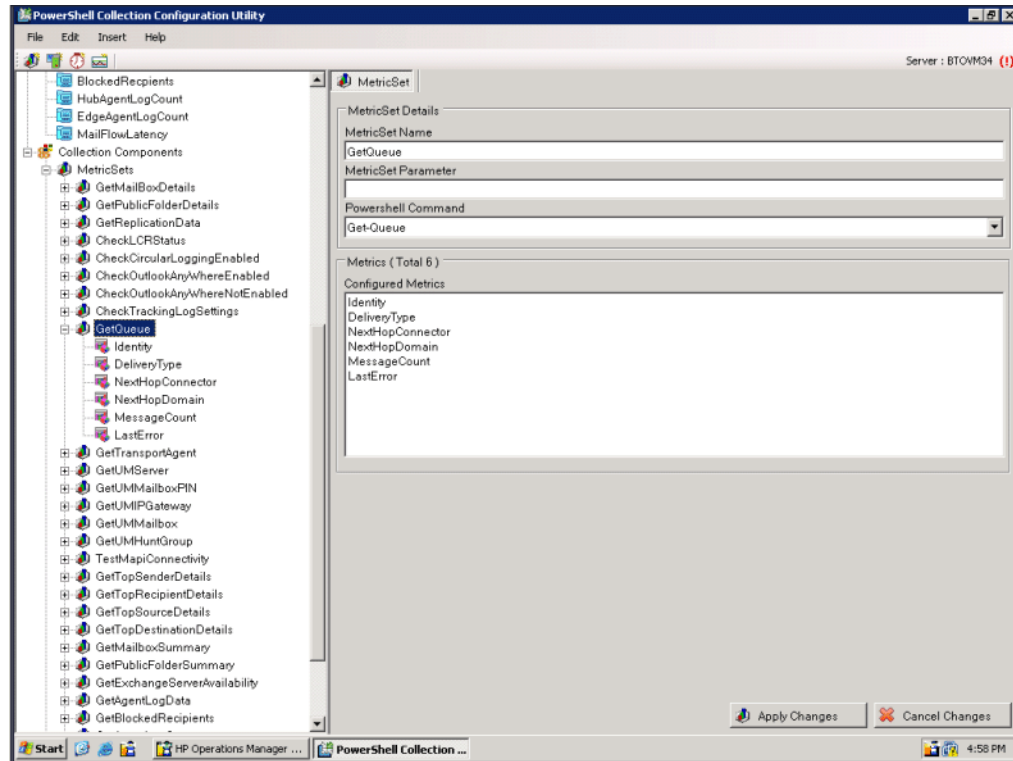 PowerShell Collection Configuration Utility
File Edit Insert Help
Server : BTOVM34 (!)
BlockedRecpients
HubAgentLogCount
EdgeAgentLogCount
MailFlowLatency
Collection Components
MetricSets
GetMailBoxDetails
GetPublicFolderDetails
GetReplicationData
CheckLCRStatus
CheckCircularLoggingEnabled
CheckOutlookAnyWhereEnabled
CheckOutlookAnyWhereNotEnabled
CheckTrackingLogSettings
GetQueue
Identity
DeliveryType
NextHopConnector
NextHopDomain
MessageCount
LastError
GetTransportAgent
GetUMServer
GetUMMailboxPIN
GetUMIPGateway
GetUMMailbox
GetUMHuntGroup
TestMapiConnectivity
GetTopSenderDetails
GetTopRecipientDetails
GetTopSourceDetails
GetTopDestinationDetails
GetMailboxSummary
GetPublicFolderSummary
GetExchangeServerAvailability
GetAgentLogData
GetBlockedRecipients
MetricSet
MetricSet Details
MetricSet Name
GetQueue
MetricSet Parameter
Powershell Command
Get-Queue
Metrics ( Total 6 )
Configured Metrics
Identity
DeliveryType
NextHopConnector
NextHopDomain
MessageCount
LastError
Apply Changes
Cancel Changes
Start
HP Operations Manager ...
PowerShell Collection ...
4:58 PM